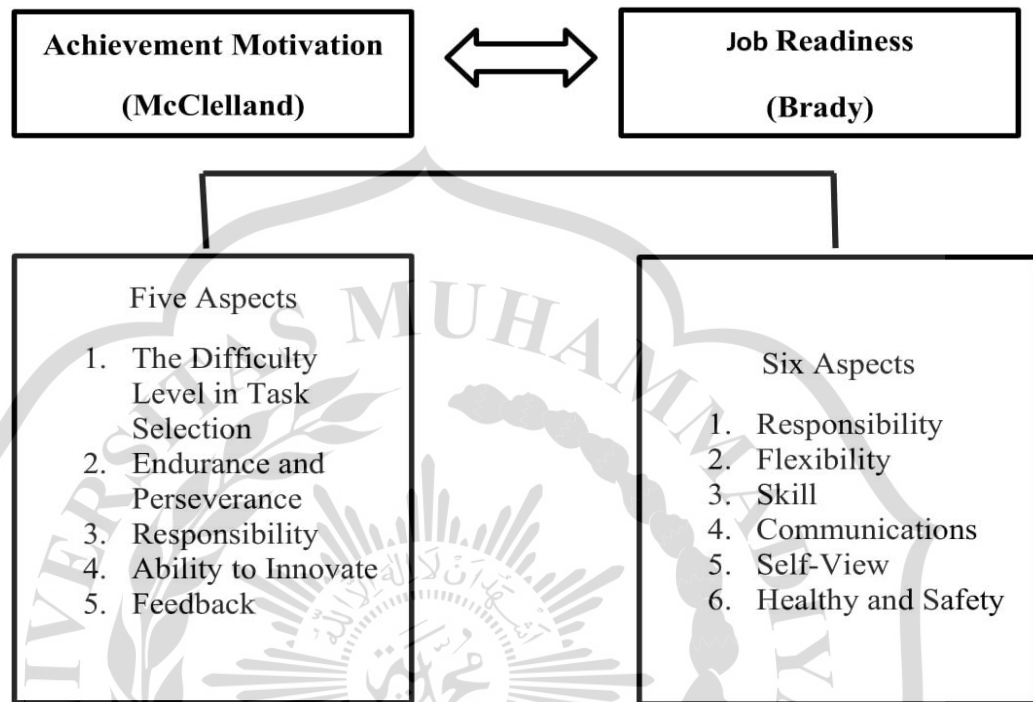 Achievement Motivation
(McClelland)
Job Readiness
(Brady)
Five Aspects
1. The Difficulty
Level in Task
Selection
2. Endurance and
Perseverance
3. Responsibility
4. Ability to Innovate
5. Feedback
Six Aspects
1. Responsibility
2. Flexibility
3. Skill
4. Communications
5. Self-View
6. Healthy and Safety